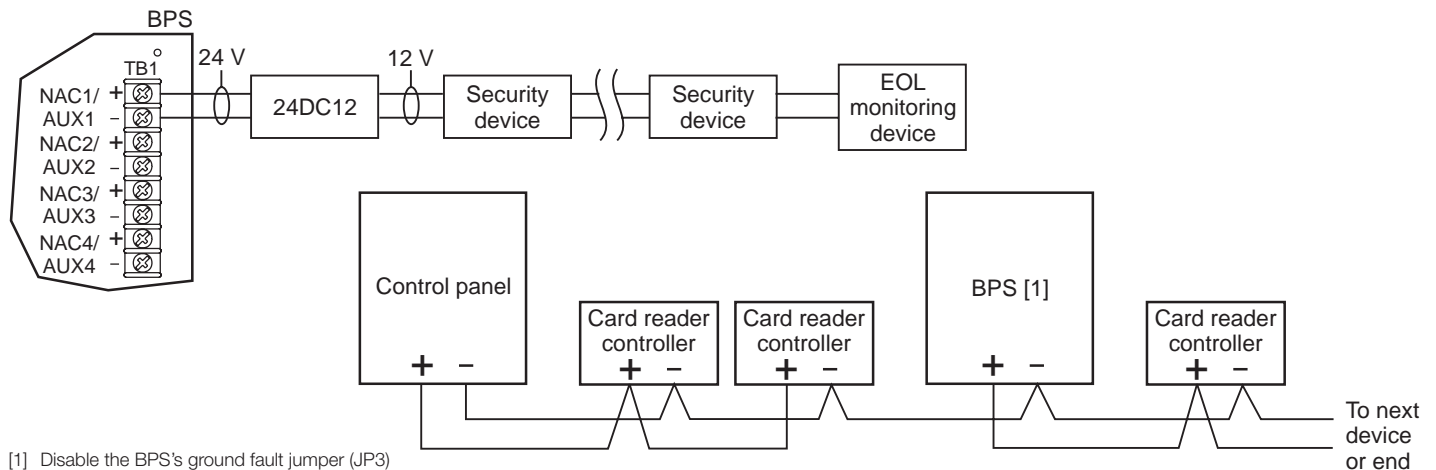 BPS
TB1
24 V
12 V
NAC1/ +
AUX1 –
NAC2/ +
AUX2 –
NAC3/ +
AUX3 –
NAC4/ +
AUX4 –
24DC12
Security
device
Security
device
EOL
monitoring
device
Control panel
+ –
Card reader
controller
+ –
Card reader
controller
+ –
BPS [1]
+ –
Card reader
controller
+ –
To next
device
or end
[1] Disable the BPS's ground fault jumper (JP3)